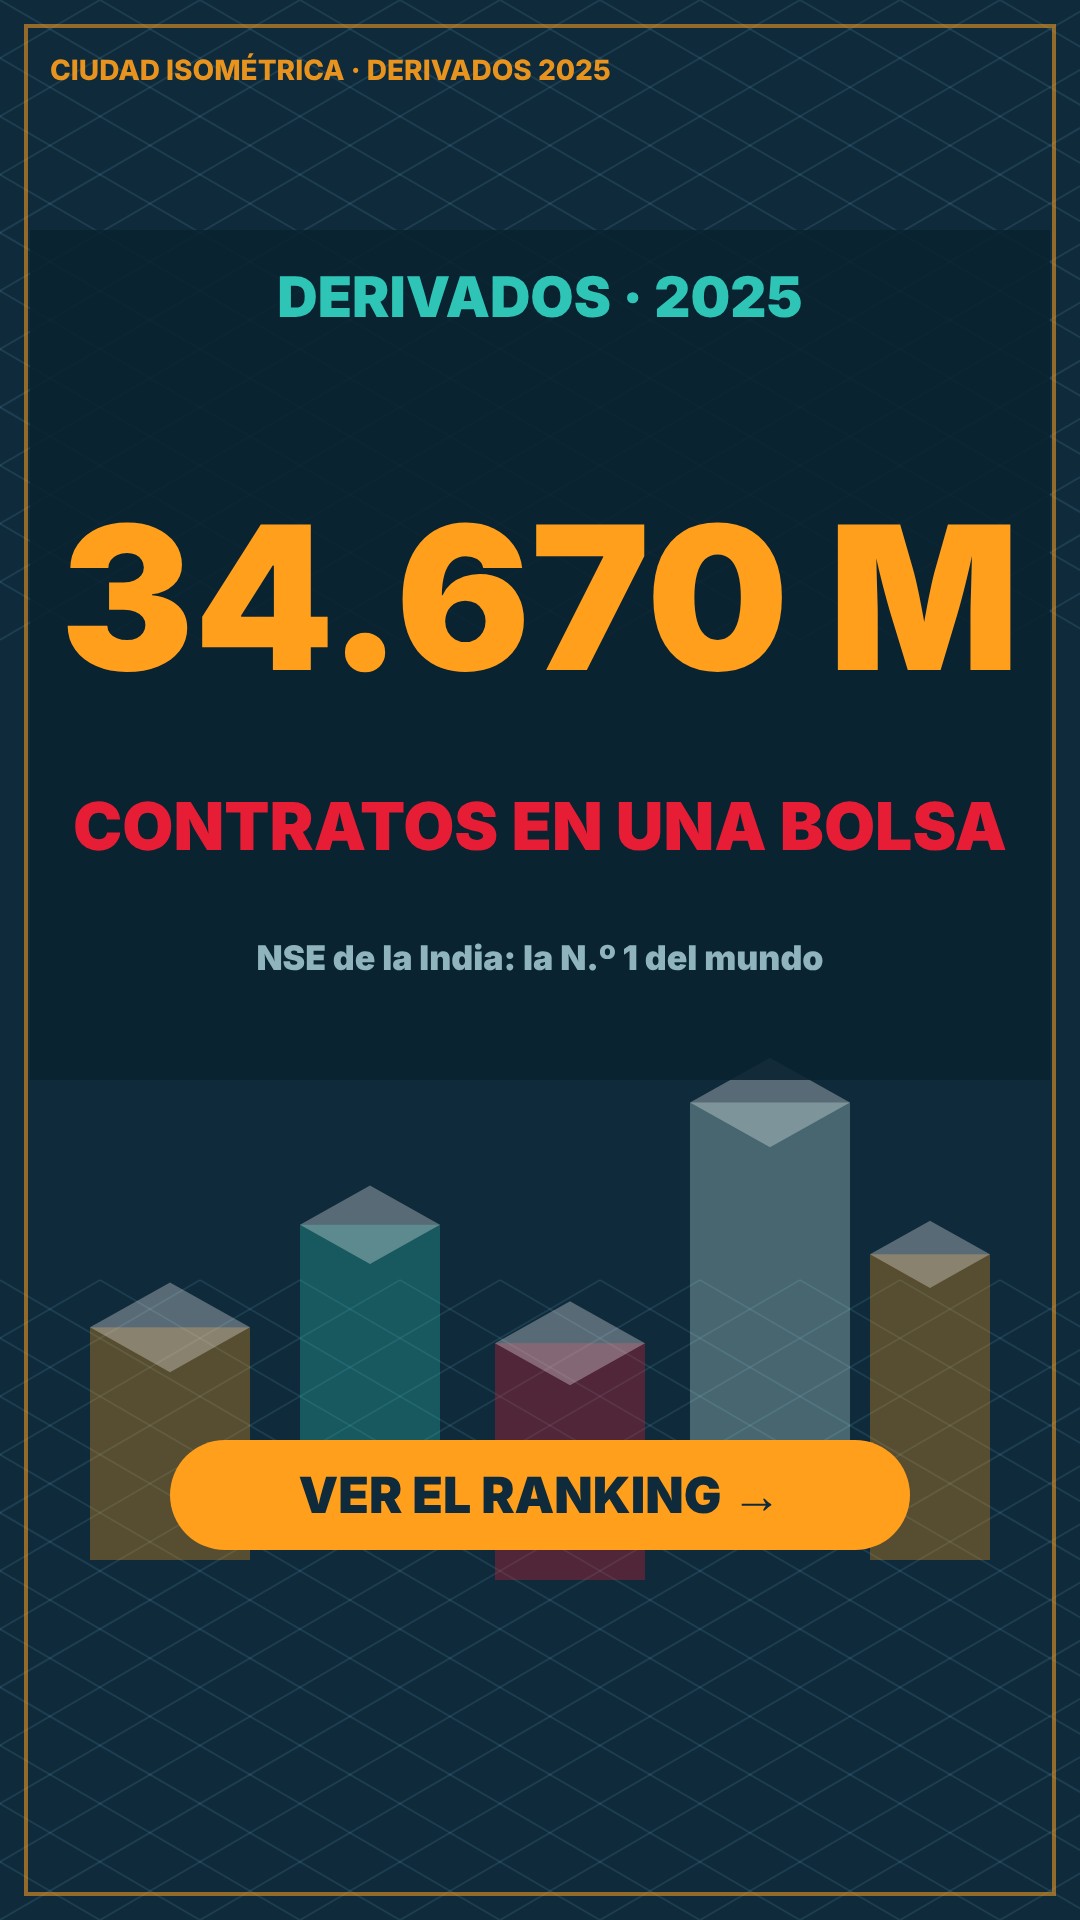 CIUDAD ISOMÉTRICA · DERIVADOS 2025
DERIVADOS · 2025
34.670 M
CONTRATOS EN UNA BOLSA
NSE de la India: la N.º 1 del mundo
VER EL RANKING →